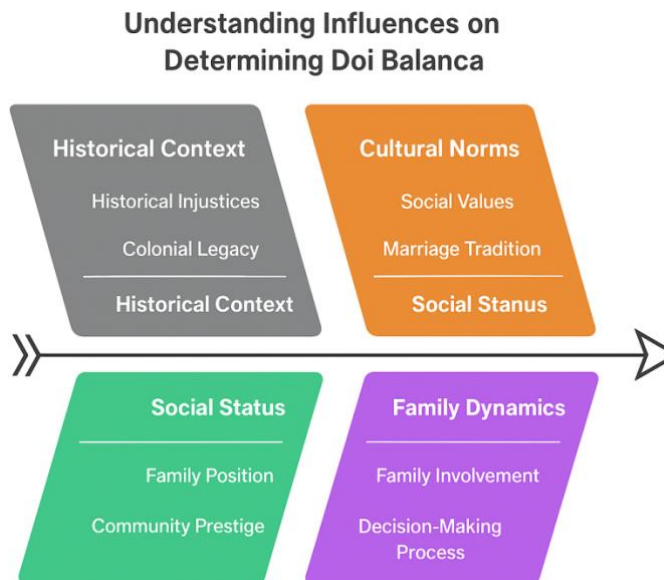 Understanding Influences on
Determining Doi Balanca
Historical Context
Historical Injustices
Colonial Legacy
Historical Context
Cultural Norms
Social Values
Marriage Tradition
Social Stanus
Social Status
Family Position
Community Prestige
Family Dynamics
Family Involvement
Decision-Making
Process